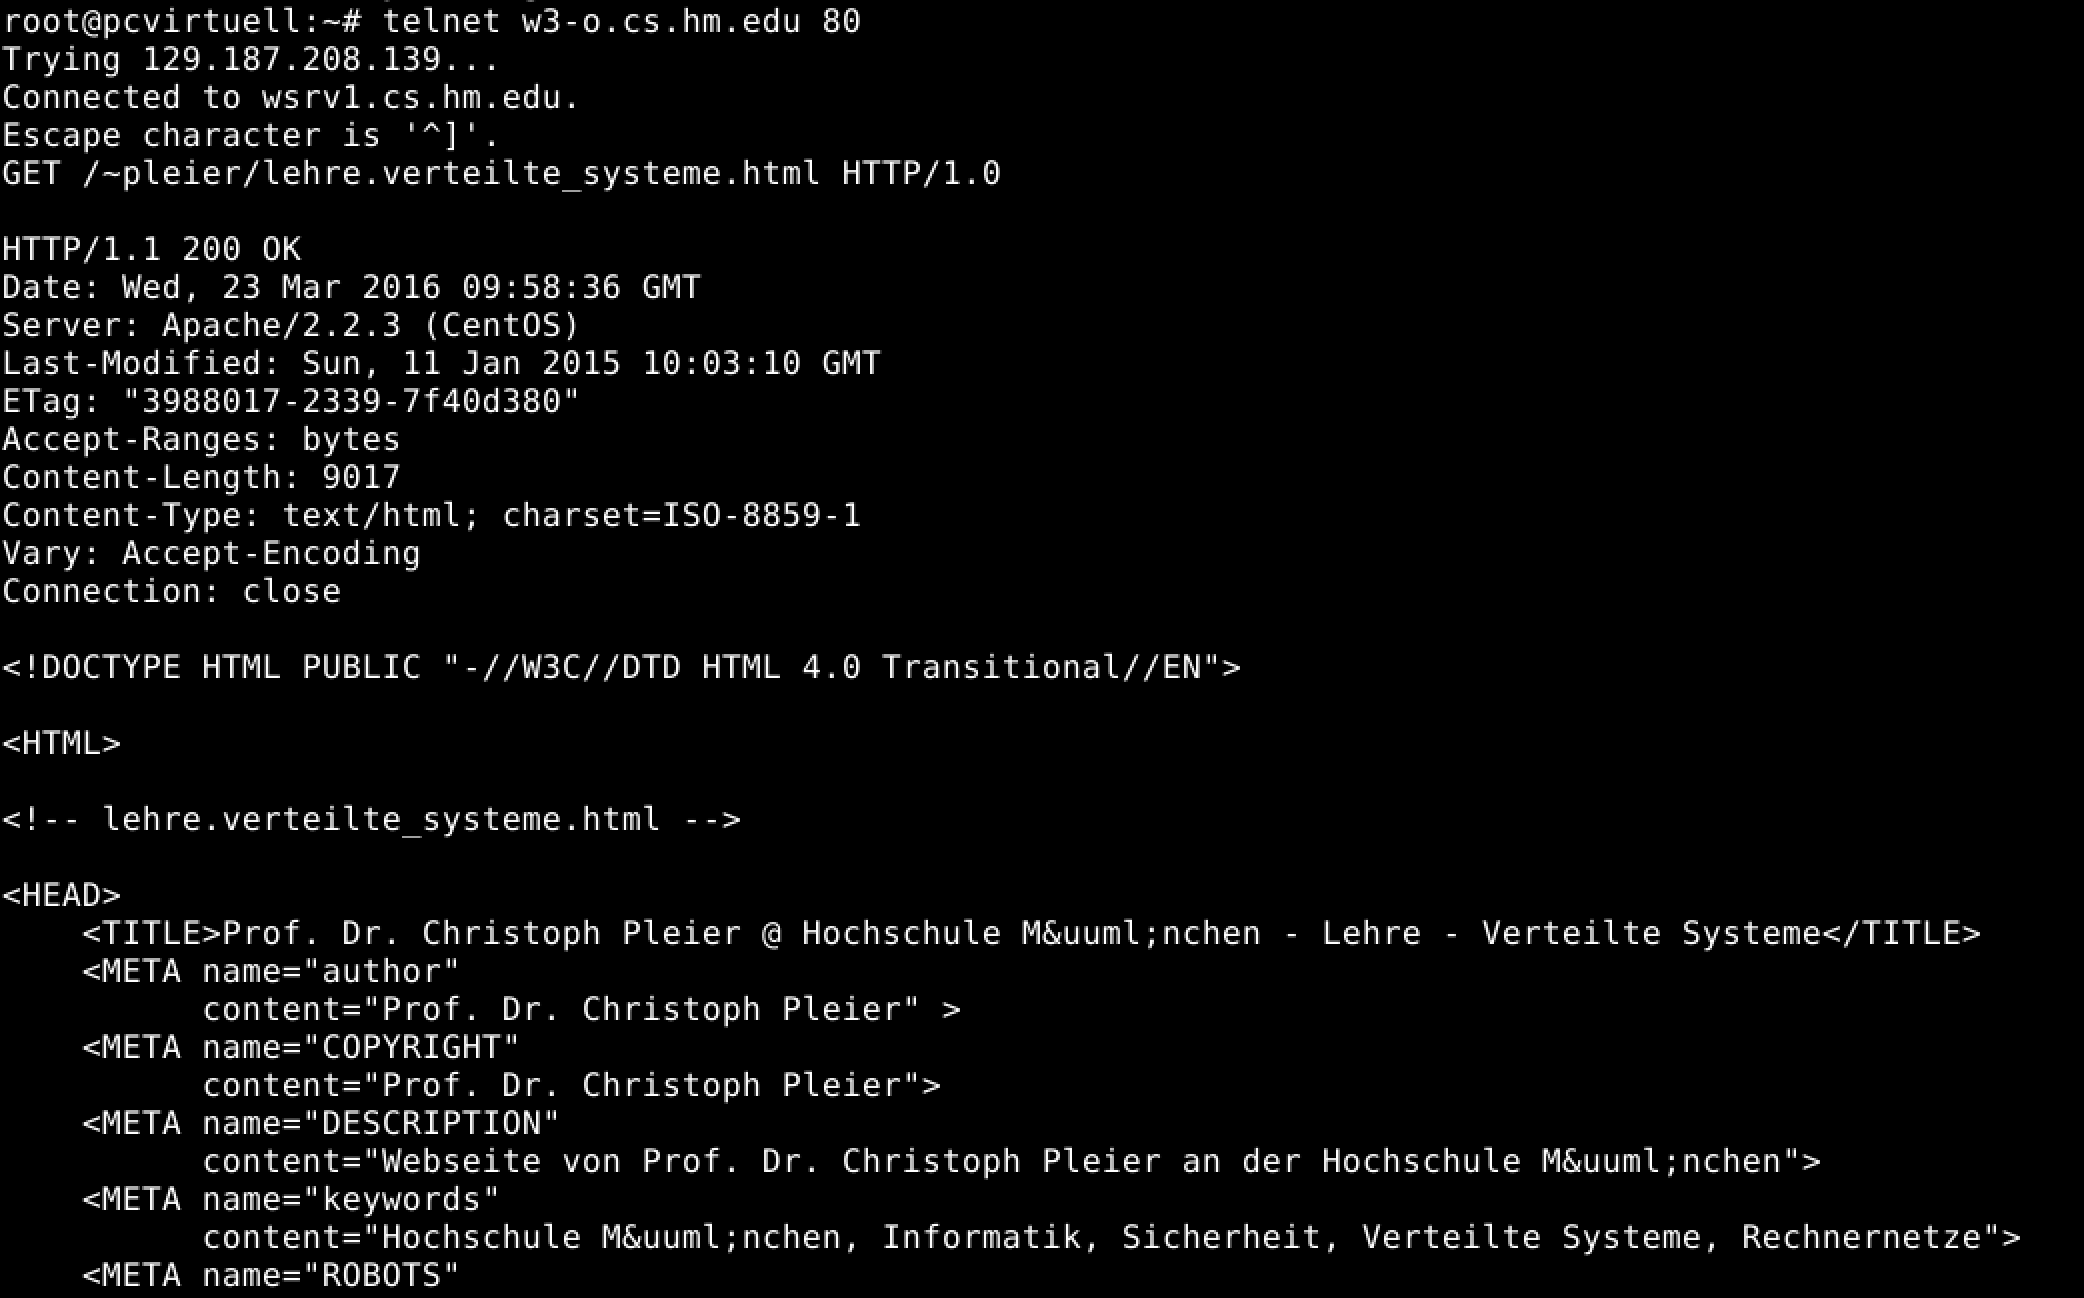 root@pcvirtuell:~# telnet w3-o.cs.hm.edu 80
Trying 129.187.208.139...
Connected to wsrv1.cs.hm.edu.
Escape character is '^]'.
GET /~pleier/lehre.verteilte_systeme.html HTTP/1.0
HTTP/1.1 200 OK
Date: Wed, 23 Mar 2016 09:58:36 GMT
Server: Apache/2.2.3 (CentOS)
Last-Modified: Sun, 11 Jan 2015 10:03:10 GMT
ETag: "3988017-2339-7f40d380"
Accept-Ranges: bytes
Content-Length: 9017
Content-Type: text/html; charset=ISO-8859-1
Vary: Accept-Encoding
Connection: close
<!DOCTYPE HTML PUBLIC "-//W3C//DTD HTML 4.0 Transitional//EN">
<HTML>
<!-- lehre.verteilte_systeme.html -->
<HEAD>
<TITLE>Prof. Dr. Christoph Pleier @ Hochschule M&uuml;nchen - Lehre - Verteilte Systeme</TITLE>
<META name="author"
content="Prof. Dr. Christoph Pleier" >
<META name="COPYRIGHT"
content="Prof. Dr. Christoph Pleier">
<META name="DESCRIPTION"
content="Webseite von Prof. Dr. Christoph Pleier an der Hochschule M&uuml;nchen">
<META name="keywords"
content="Hochschule M&uuml;nchen, Informatik, Sicherheit, Verteilte Systeme, Rechnernetze">
<META name="ROBOTS"